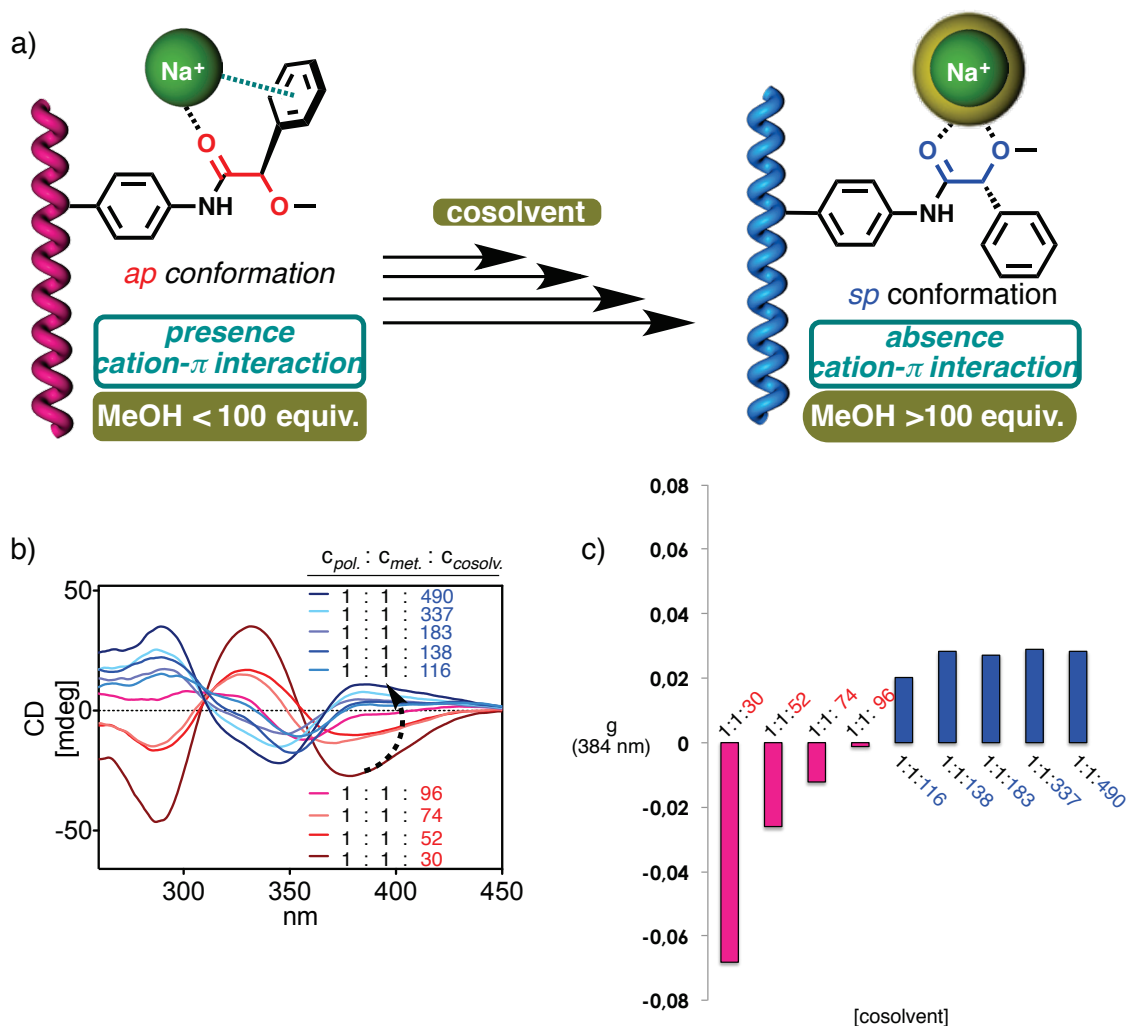 a)
Na⁺
O
NH
O
ap conformation
presence
cation-π interaction
MeOH < 100 equiv.
cosolvent
Na⁺
O
O
NH
sp conformation
absence
cation-π interaction
MeOH >100 equiv.
b)
CD
[mdeg]
50
0
-50
c pol. : c met. : c cosolv.
1 : 1 : 490
1 : 1 : 337
1 : 1 : 183
1 : 1 : 138
1 : 1 : 116
1 : 1 : 96
1 : 1 : 74
1 : 1 : 52
1 : 1 : 30
300 350 400 450
nm
c)
g
(384 nm)
0,08
0,06
0,04
0,02
0
-0,02
-0,04
-0,06
-0,08
1:1:30
1:1:52
1:1:74
1:1:96
1:1:116
1:1:138
1:1:183
1:1:337
1:1:490
[cosolvent]